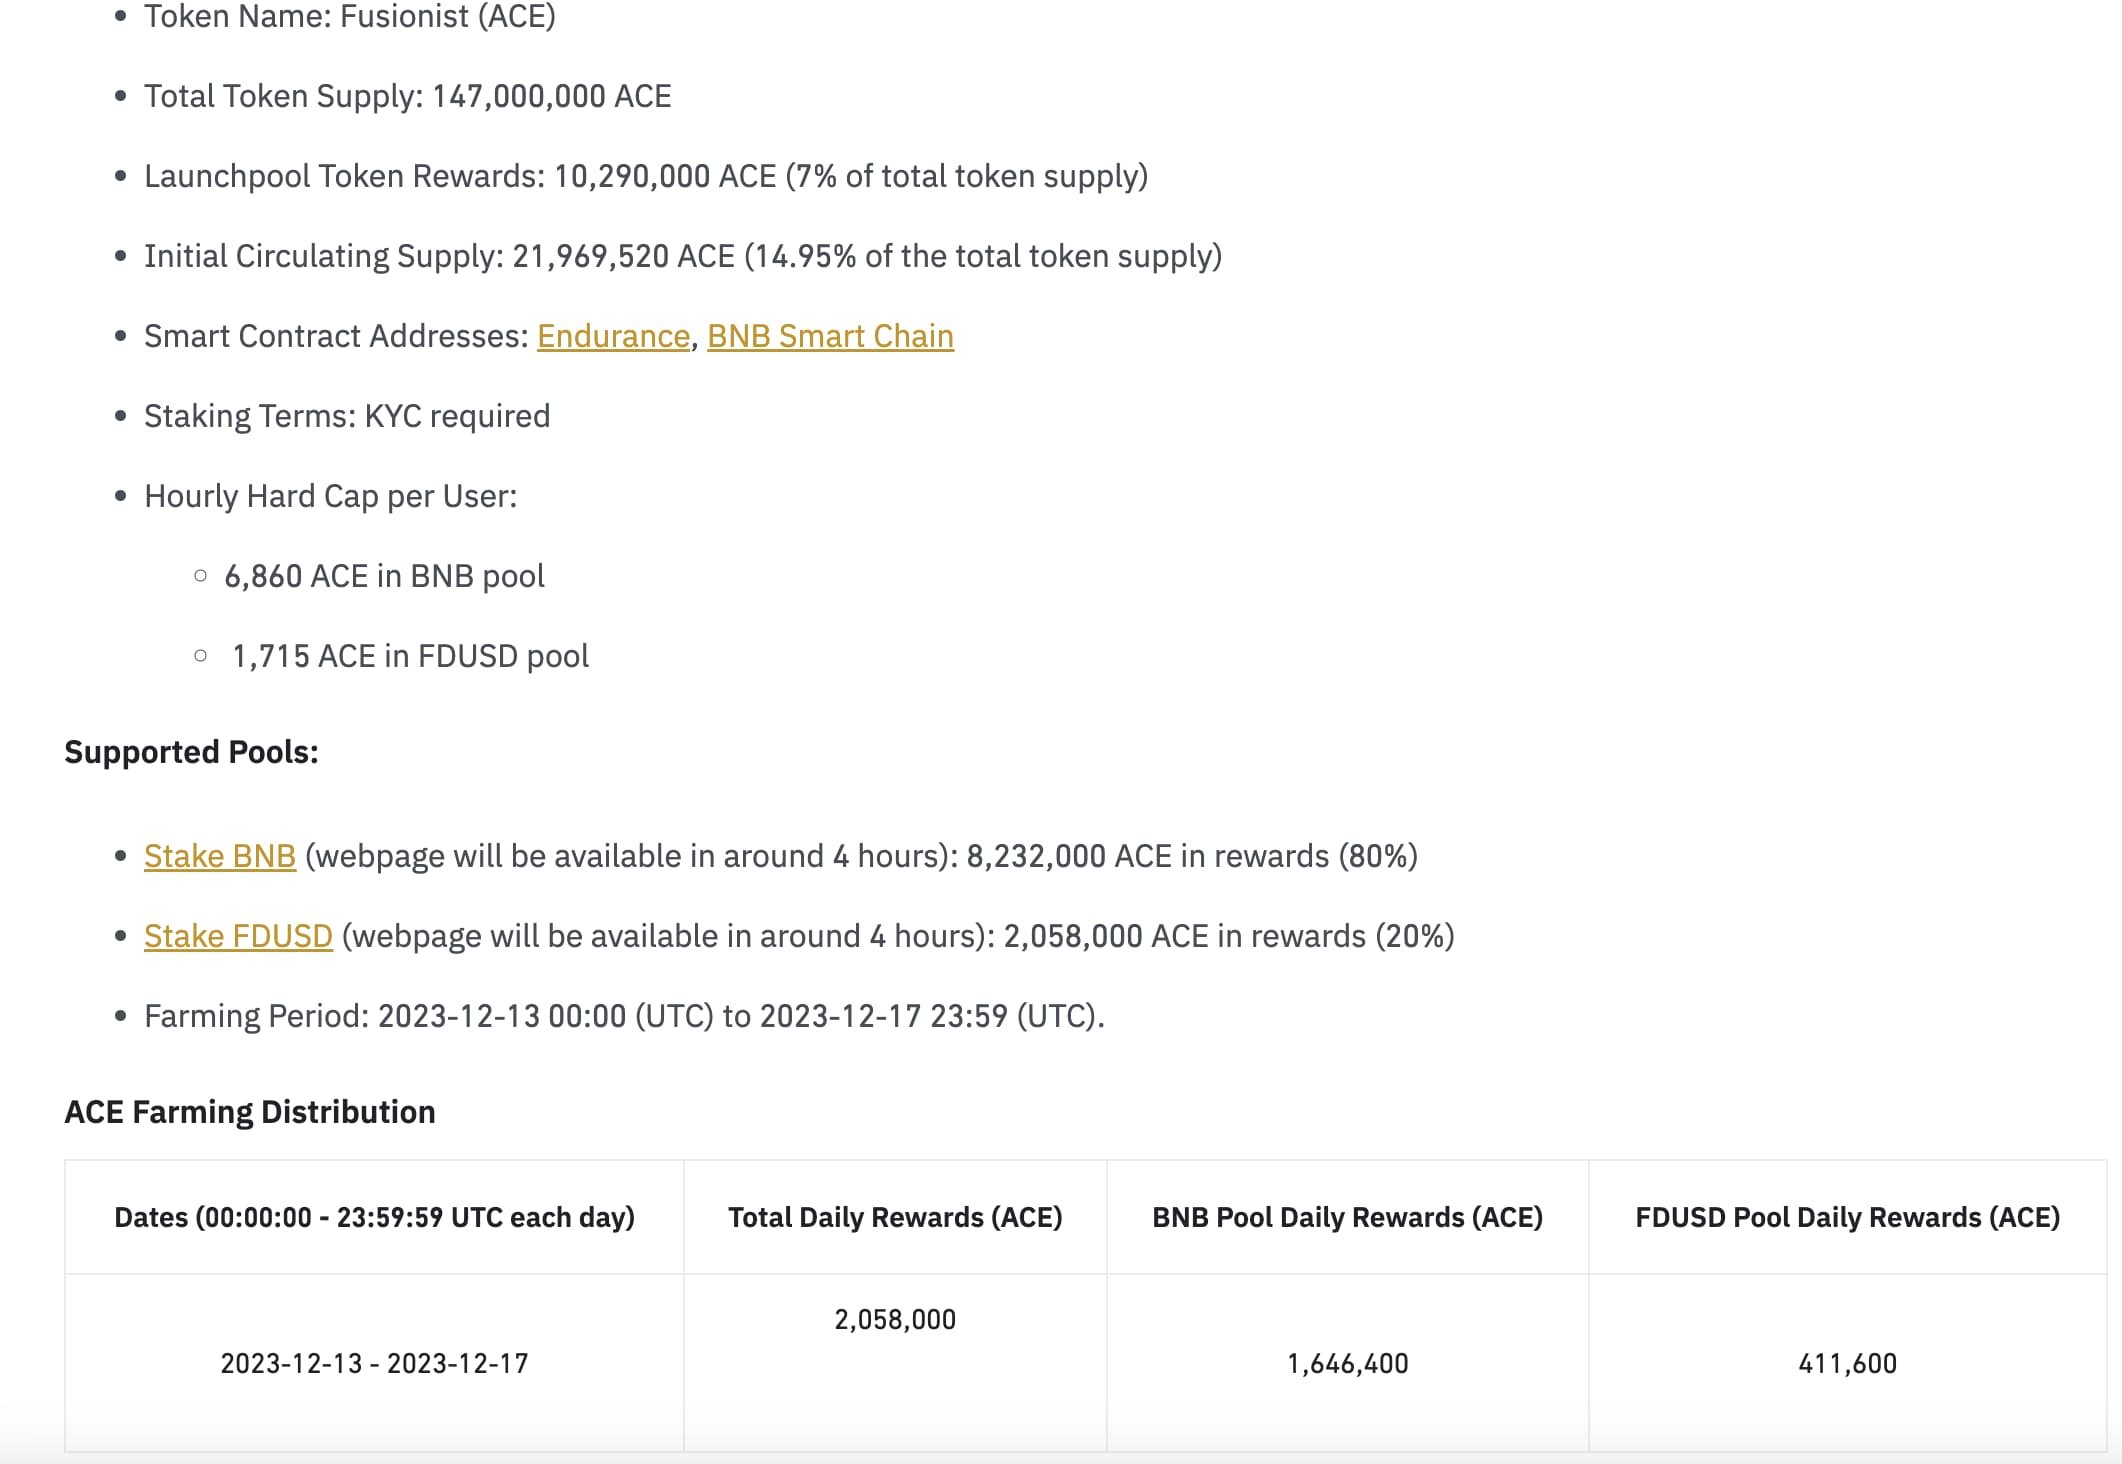 Token Name: Fusionist (ACE)
Total Token Supply: 147,000,000 ACE
Launchpool Token Rewards: 10,290,000 ACE (7% of total token supply)
Initial Circulating Supply: 21,969,520 ACE (14.95% of the total token supply)
Smart Contract Addresses: Endurance, BNB Smart Chain
Staking Terms: KYC required
Hourly Hard Cap per User:
6,860 ACE in BNB pool
1,715 ACE in FDUSD pool
Supported Pools:
Stake BNB (webpage will be available in around 4 hours): 8,232,000 ACE in rewards (80%)
Stake FDUSD (webpage will be available in around 4 hours): 2,058,000 ACE in rewards (20%)
Farming Period: 2023-12-13 00:00 (UTC) to 2023-12-17 23:59 (UTC).
ACE Farming Distribution
Dates (00:00:00 - 23:59:59 UTC each day) Total Daily Rewards (ACE) BNB Pool Daily Rewards (ACE) FDUSD Pool Daily Rewards (ACE)
2023-12-13 - 2023-12-17 2,058,000 1,646,400 411,600